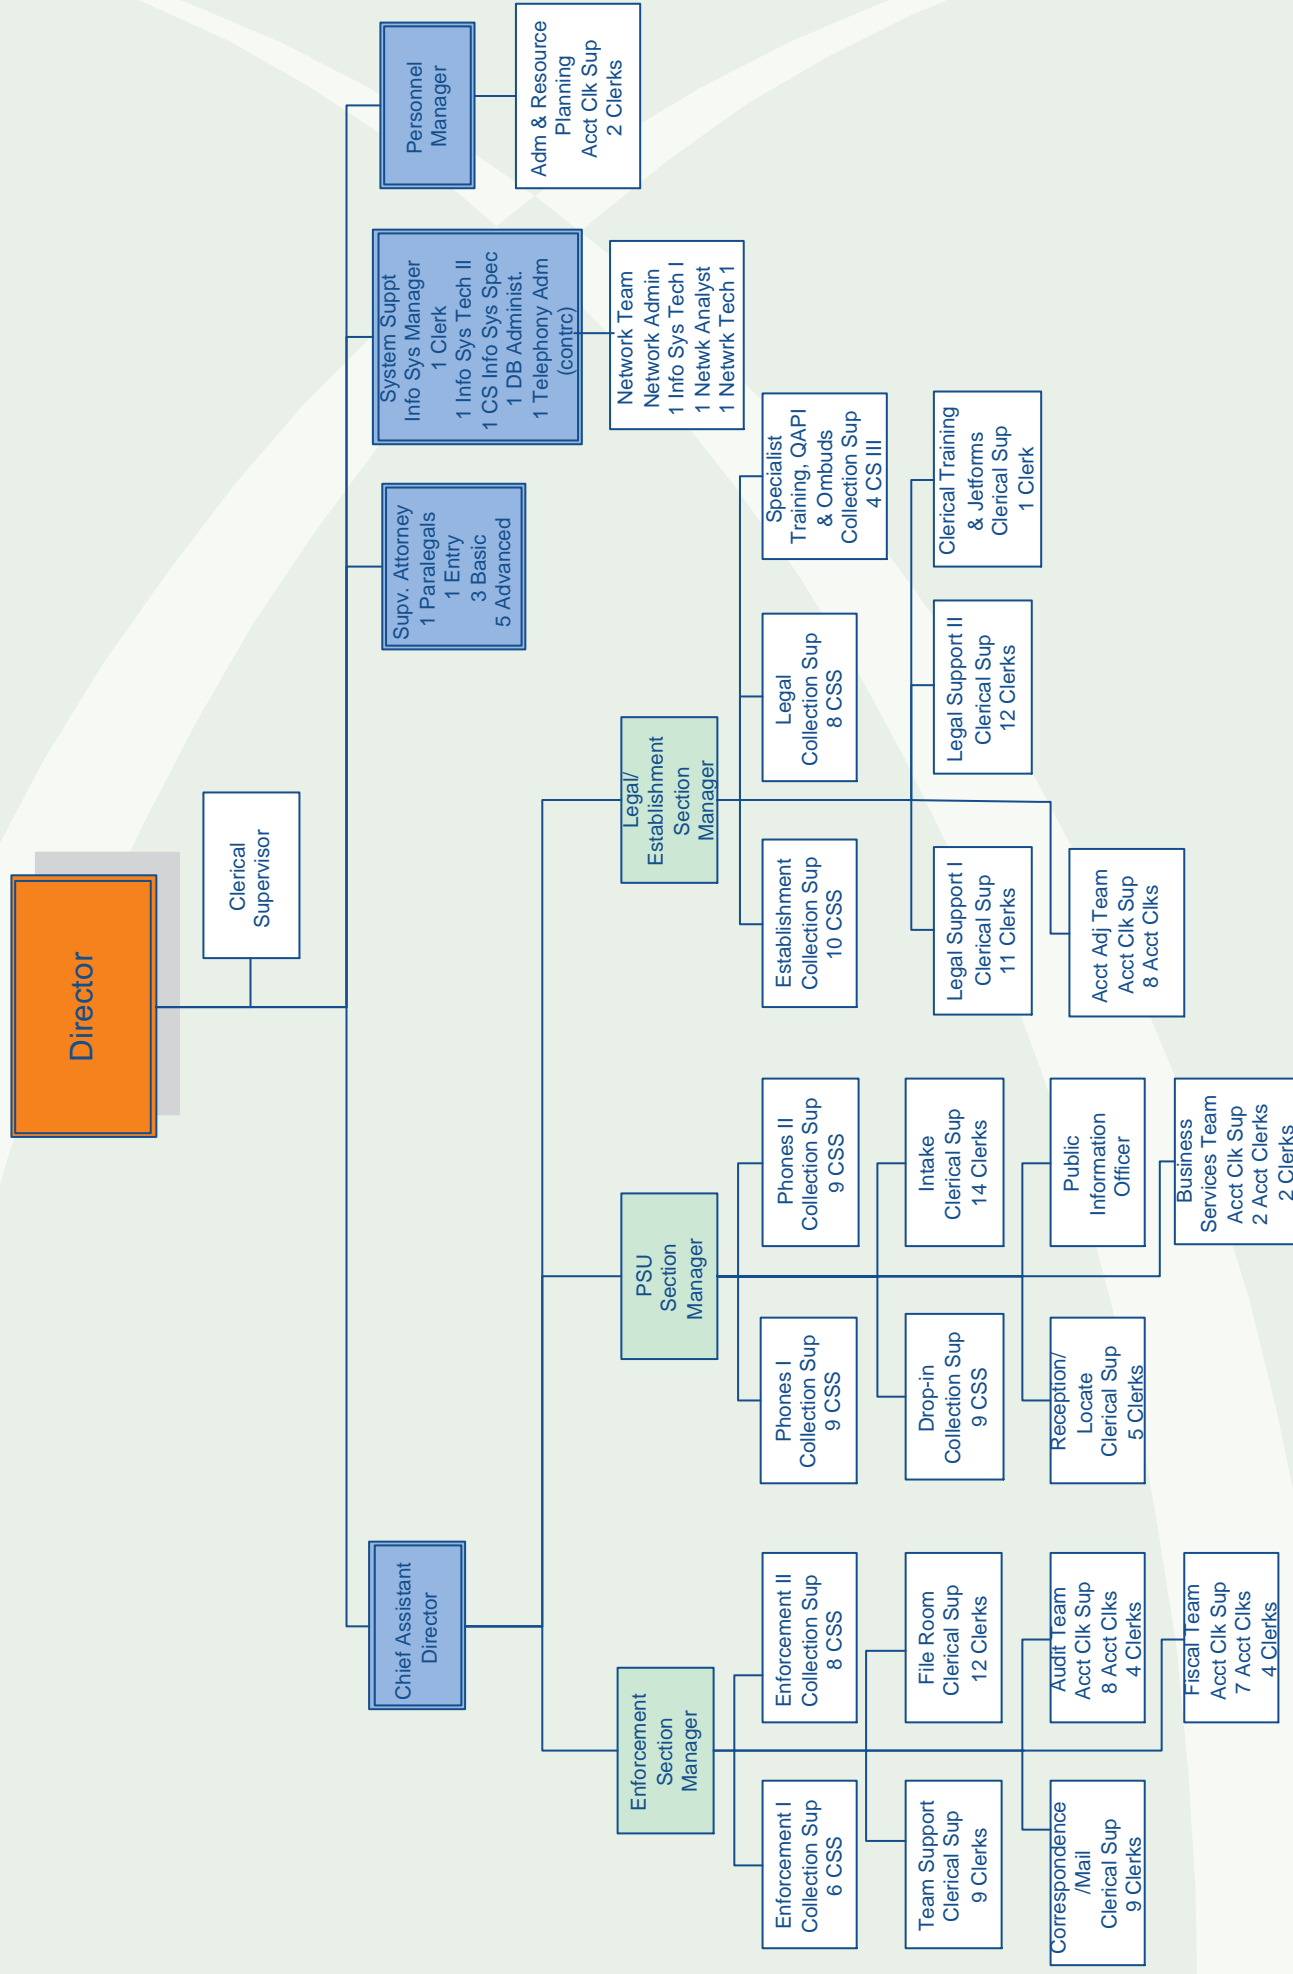 Director
Clerical
Supervisor
Chief Assistant
Director
Supv. Attorney
1 Paralegals
1 Entry
3 Basic
5 Advanced
System Suppt
Info Sys Manager
1 Clerk
1 Info Sys Tech II
1 CS Info Sys Spec
1 DB Administ.
1 Telephony Adm
(contrc)
Personnel
Manager
Network Team
Network Admin
1 Info Sys Tech I
1 Netwk Analyst
1 Netwrk Tech 1
Adm & Resource
Planning
Acct Clk Sup
2 Clerks
Enforcement
Section
Manager
PSU
Section
Manager
Legal/
Establishment
Section
Manager
Enforcement I
Collection Sup
6 CSS
Enforcement II
Collection Sup
8 CSS
Team Support
Clerical Sup
9 Clerks
File Room
Clerical Sup
12 Clerks
Correspondence
/Mail
Clerical Sup
9 Clerks
Audit Team
Acct Clk Sup
8 Acct Clks
4 Clerks
Fiscal Team
Acct Clk Sup
7 Acct Clks
4 Clerks
Phones I
Collection Sup
9 CSS
Phones II
Collection Sup
9 CSS
Drop-in
Collection Sup
9 CSS
Intake
Clerical Sup
14 Clerks
Reception/
Locate
Clerical Sup
5 Clerks
Public
Information
Officer
Business
Services Team
Acct Clk Sup
2 Acct Clerks
2 Clerks
Establishment
Collection Sup
10 CSS
Legal
Collection Sup
8 CSS
Specialist
Training, QAPI
& Ombuds
Collection Sup
4 CS III
Legal Support I
Clerical Sup
11 Clerks
Legal Support II
Clerical Sup
12 Clerks
Clerical Training
& Jetforms
Clerical Sup
1 Clerk
Acct Adj Team
Acct Clk Sup
8 Acct Clks